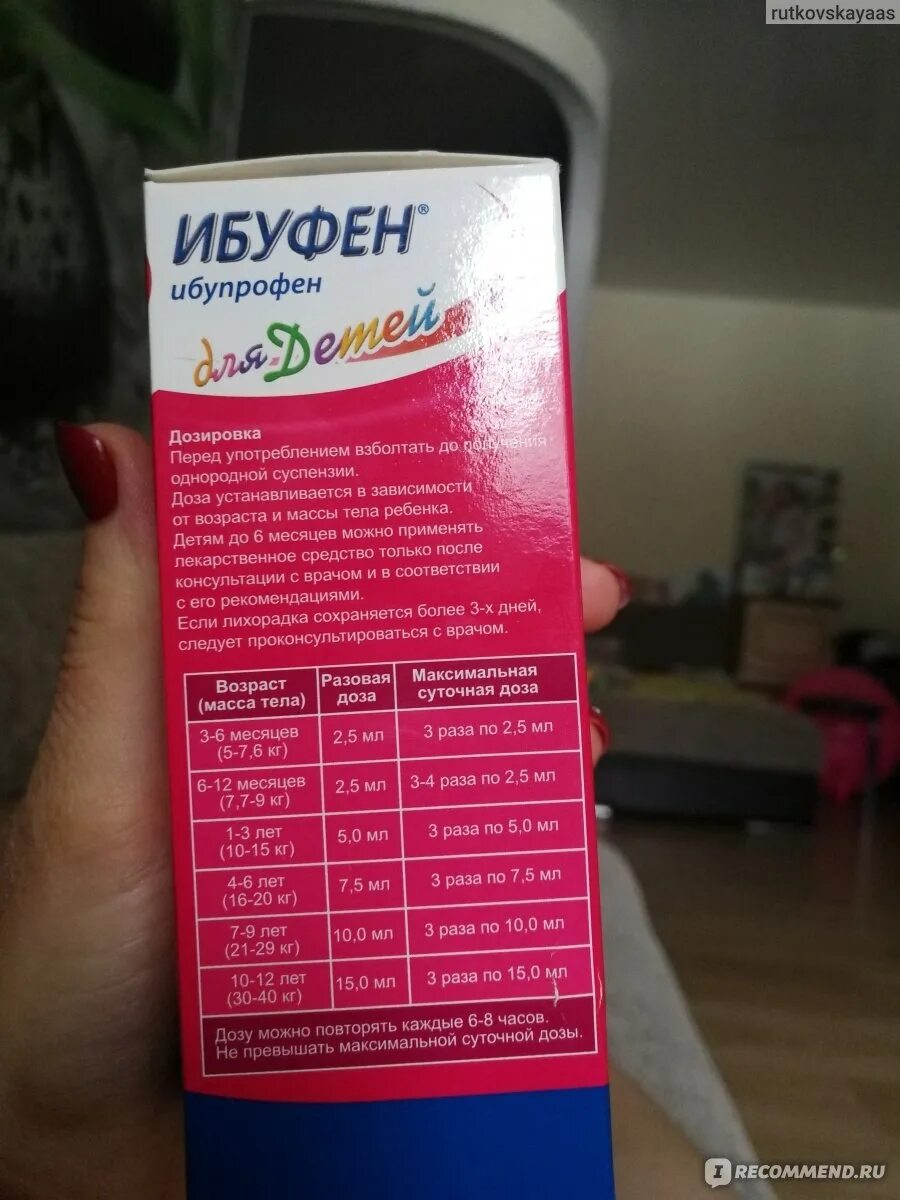 rutkovskayaas
ИБУФЕН®
ибупрофен
для Детей
Дозировка
Перед употреблением взболтать до получения
однородной суспензии.
Доза устанавливается в зависимости
от возраста и массы тела ребенка.
Детям до 6 месяцев можно применять
лекарственное средство только после
консультации с врачом и в соответствии
с его рекомендациями.
Если лихорадка сохраняется более 3-х дней,
следует проконсультироваться с врачом.
Возраст (масса тела) Разовая доза Максимальная суточная доза
3-6 месяцев (5-7,6 кг) 2,5 мл 3 раза по 2,5 мл
6-12 месяцев (7,7-9 кг) 2,5 мл 3-4 раза по 2,5 мл
1-3 лет (10-15 кг) 5,0 мл 3 раза по 5,0 мл
4-6 лет (16-20 кг) 7,5 мл 3 раза по 7,5 мл
7-9 лет (21-29 кг) 10,0 мл 3 раза по 10,0 мл
10-12 лет (30-40 кг) 15,0 мл 3 раза по 15,0 мл
Дозу можно повторять каждые 6-8 часов.
Не превышать максимальной суточной дозы.
IRECOMMEND.RU